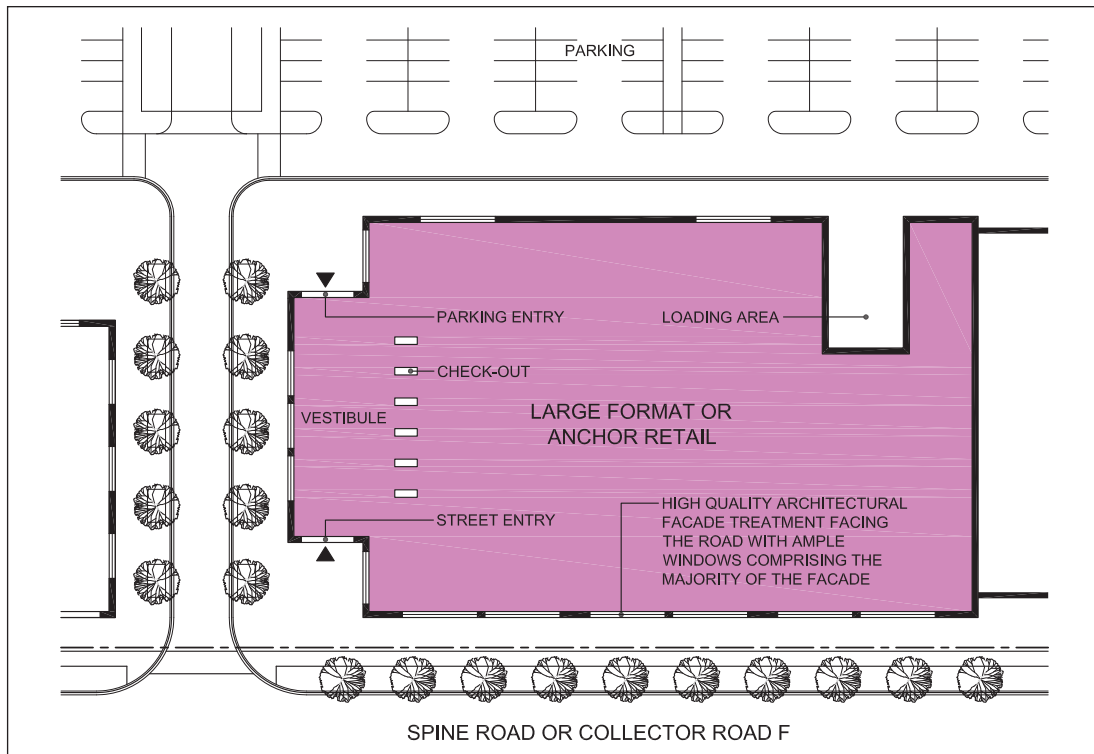 PARKING
PARKING ENTRY
LOADING AREA
CHECK-OUT
VESTIBULE
LARGE FORMAT OR
ANCHOR RETAIL
STREET ENTRY
HIGH QUALITY ARCHITECTURAL
FACADE TREATMENT FACING
THE ROAD WITH AMPLE
WINDOWS COMPRISING THE
MAJORITY OF THE FACADE
SPINE ROAD OR COLLECTOR ROAD F